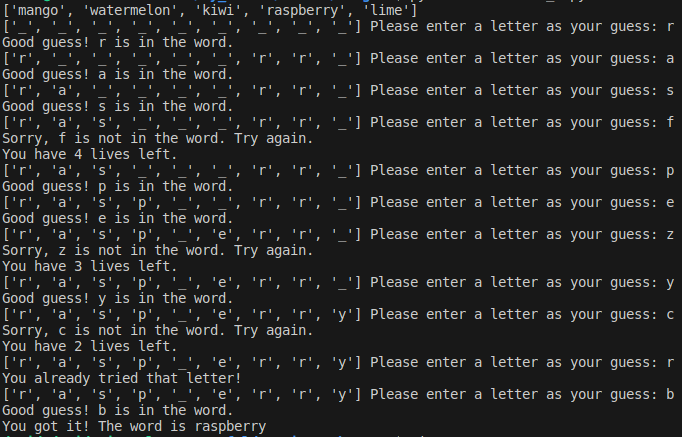 ['mango', 'watermelon', 'kiwi', 'raspberry', 'lime']
['_', '_', '_', '_', '_', '_', '_', '_', '_'] Please enter a letter as your guess: r
Good guess! r is in the word.
['r', '_', '_', '_', '_', '_', 'r', 'r', '_'] Please enter a letter as your guess: a
Good guess! a is in the word.
['r', 'a', '_', '_', '_', '_', 'r', 'r', '_'] Please enter a letter as your guess: s
Good guess! s is in the word.
['r', 'a', 's', '_', '_', '_', 'r', 'r', '_'] Please enter a letter as your guess: f
Sorry, f is not in the word. Try again.
You have 4 lives left.
['r', 'a', 's', '_', '_', '_', 'r', 'r', '_'] Please enter a letter as your guess: p
Good guess! p is in the word.
['r', 'a', 's', 'p', '_', '_', 'r', 'r', '_'] Please enter a letter as your guess: e
Good guess! e is in the word.
['r', 'a', 's', 'p', '_', 'e', 'r', 'r', '_'] Please enter a letter as your guess: z
Sorry, z is not in the word. Try again.
You have 3 lives left.
['r', 'a', 's', 'p', '_', 'e', 'r', 'r', '_'] Please enter a letter as your guess: y
Good guess! y is in the word.
['r', 'a', 's', 'p', '_', 'e', 'r', 'r', 'y'] Please enter a letter as your guess: c
Sorry, c is not in the word. Try again.
You have 2 lives left.
['r', 'a', 's', 'p', '_', 'e', 'r', 'r', 'y'] Please enter a letter as your guess: r
You already tried that letter!
['r', 'a', 's', 'p', '_', 'e', 'r', 'r', 'y'] Please enter a letter as your guess: b
Good guess! b is in the word.
You got it! The word is raspberry